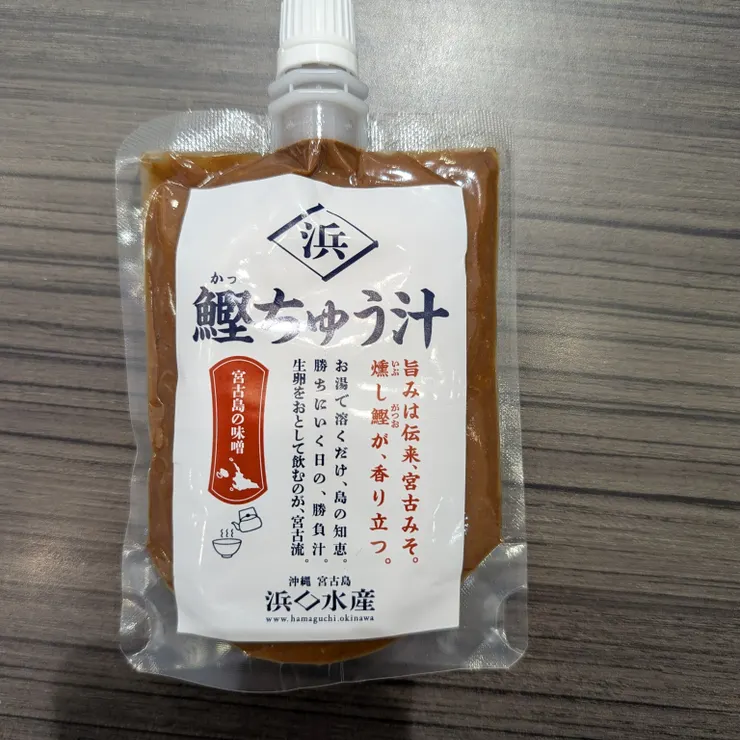 浜
かっ
鰹ちゅう汁
旨みは伝来、宮古みそ。
燻し鰹が、香り立つ。
いぶ
がつお
お湯で溶くだけ、島の知恵。
勝ちにいく日の、勝負汁。
生卵をおとして飲むのが、宮古流。
宮古島の味噌
沖縄 宮古島
浜口水産
www.hamaguchi.okinawa